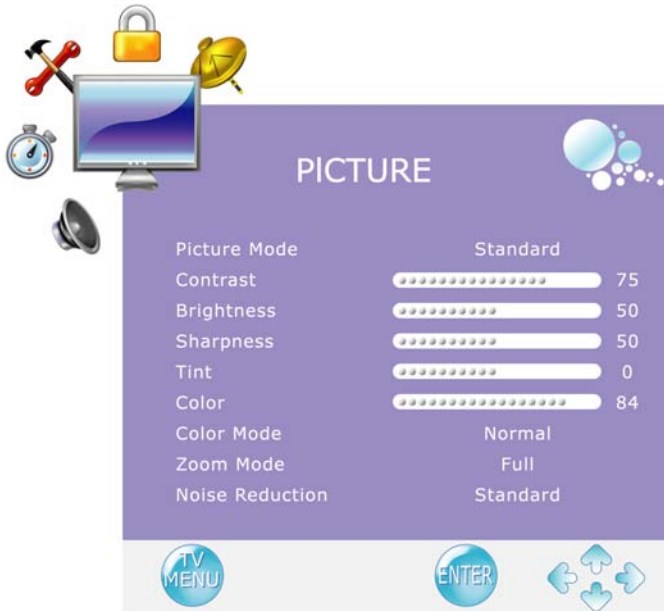 PICTURE
Picture Mode Standard
Contrast 75
Brightness 50
Sharpness 50
Tint 0
Color 84
Color Mode Normal
Zoom Mode Full
Noise Reduction Standard
TV
MENU
ENTER